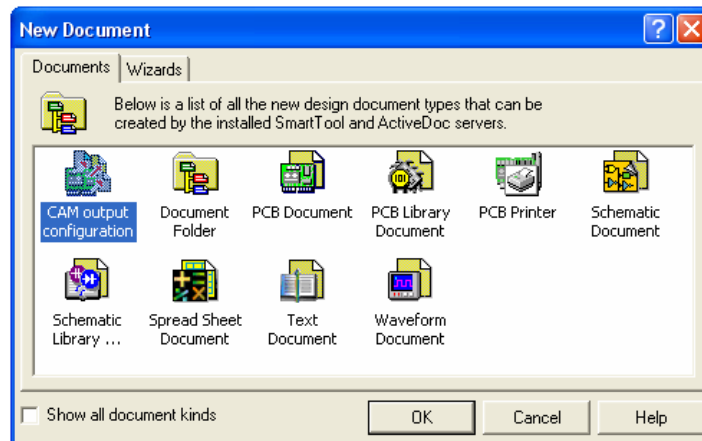 New Document
Documents
Wizards
Below is a list of all the new design document types that can be
created by the installed SmartTool and ActiveDoc servers.
CAM output
configuration
Document
Folder
PCB Document
PCB Library
Document
PCB Printer
Schematic
Document
Schematic
Library ...
Spread Sheet
Document
Text
Document
Waveform
Document
Show all document kinds
OK
Cancel
Help